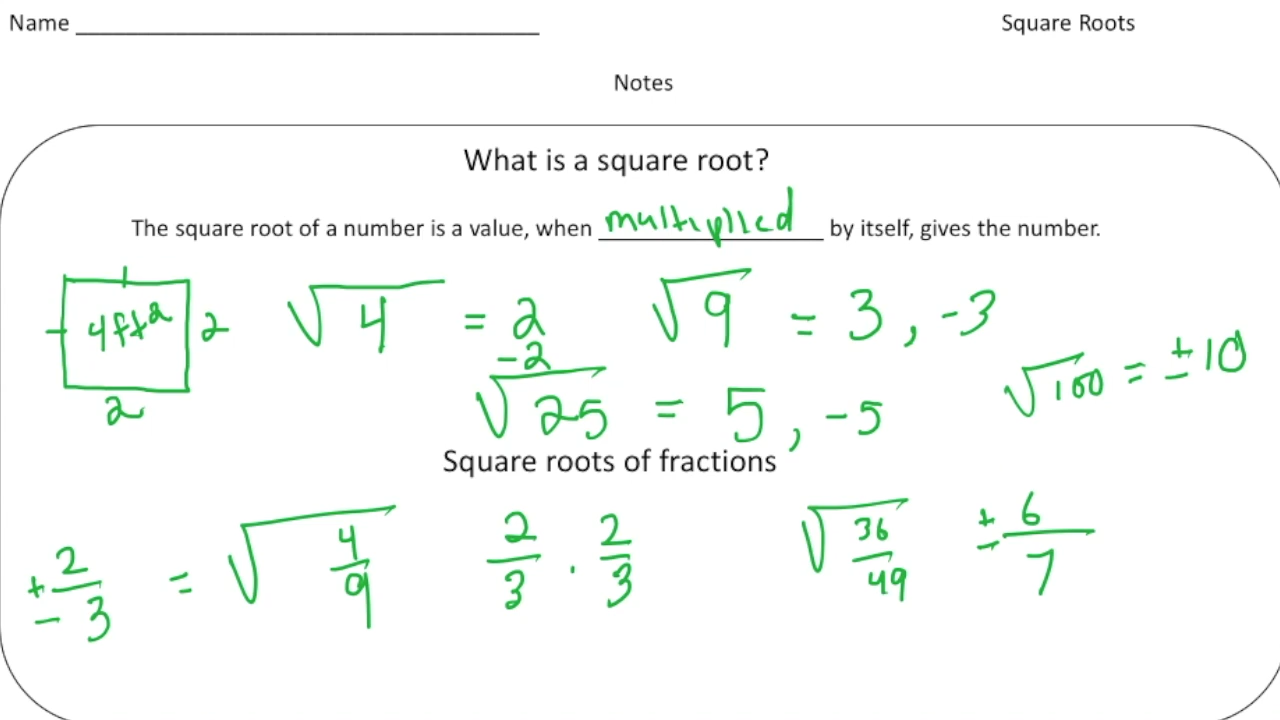 Name ____________________ Square Roots
Notes
What is a square root?
The square root of a number is a value, when multiplied by itself, gives the number.
1
- 4ft² 2
2
√4 = 2
-2
√9 = 3, -3
√25 = 5, -5
√100 = ±10
Square roots of fractions
±2/3 = √4/9
2/3 · 2/3
√36/49 ±6/7